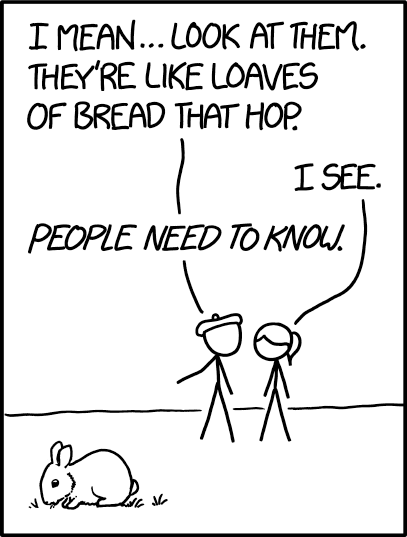 I MEAN... LOOK AT THEM.
THEY'RE LIKE LOAVES
OF BREAD THAT HOP.
I SEE.
PEOPLE NEED TO KNOW.